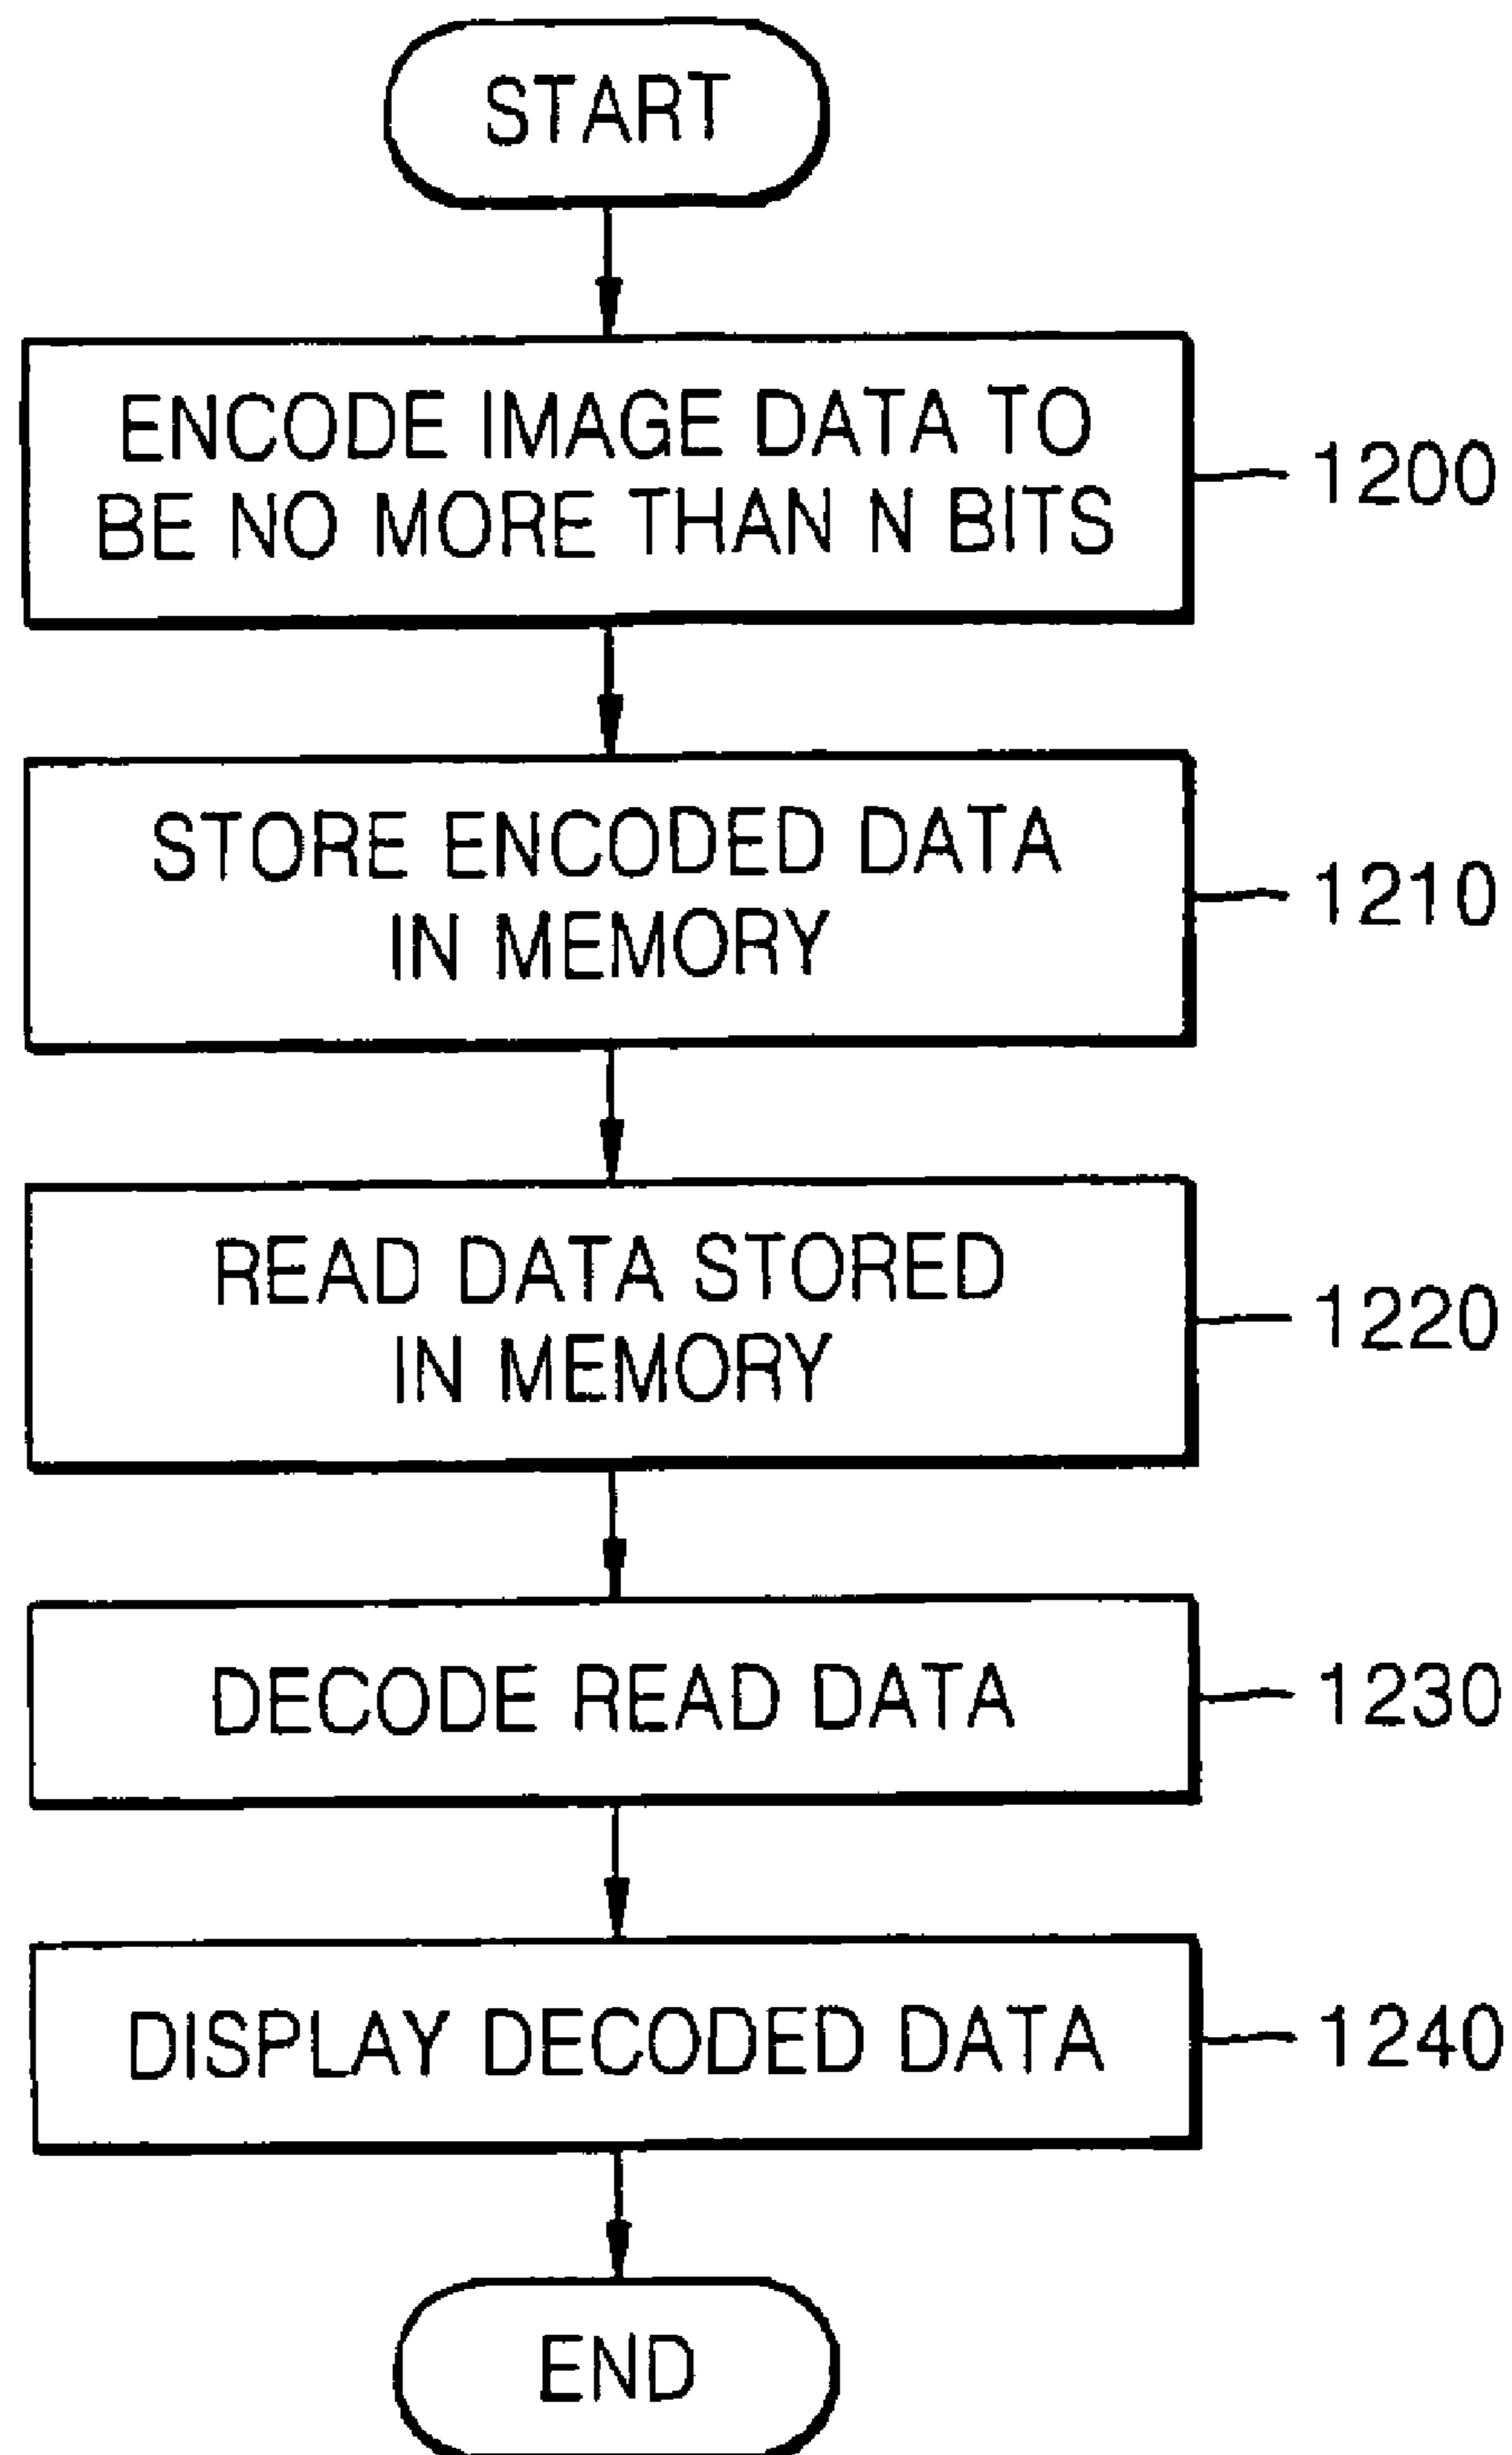 START
ENCODE IMAGE DATA TO
BE NO MORE THAN N BITS
1200
STORE ENCODED DATA
IN MEMORY
1210
READ DATA STORED
IN MEMORY
1220
DECODE READ DATA
1230
DISPLAY DECODED DATA
1240
END